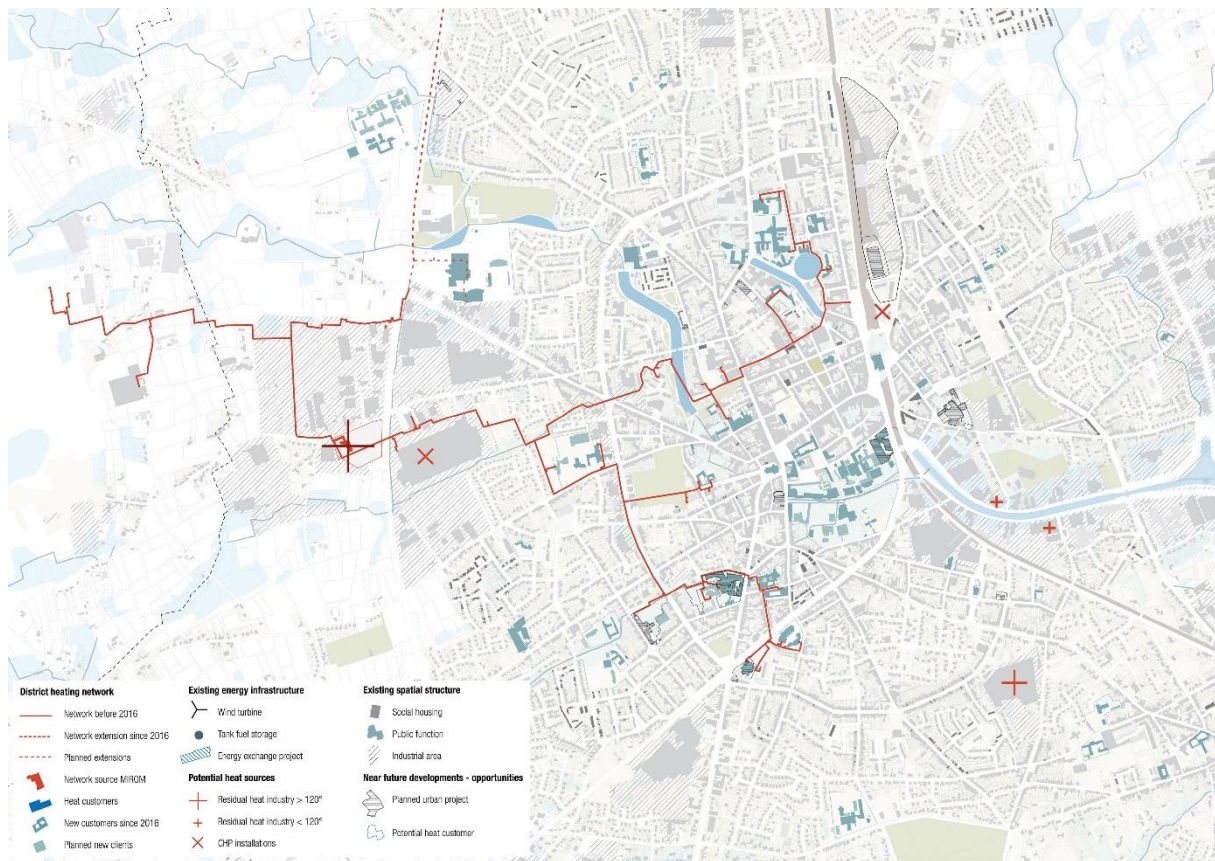 District heating network
Network before 2016
Network extension since 2016
Planned extensions
Network source MIROM
Heat customers
New customers since 2016
Planned new clients
Existing energy infrastructure
Wind turbine
Tank fuel storage
Energy exchange project
Potential heat sources
Residual heat industry > 120°
Residual heat industry < 120°
CHP installations
Existing spatial structure
Social housing
Public function
Industrial area
Near future developments - opportunities
Planned urban project
Potential heat customer